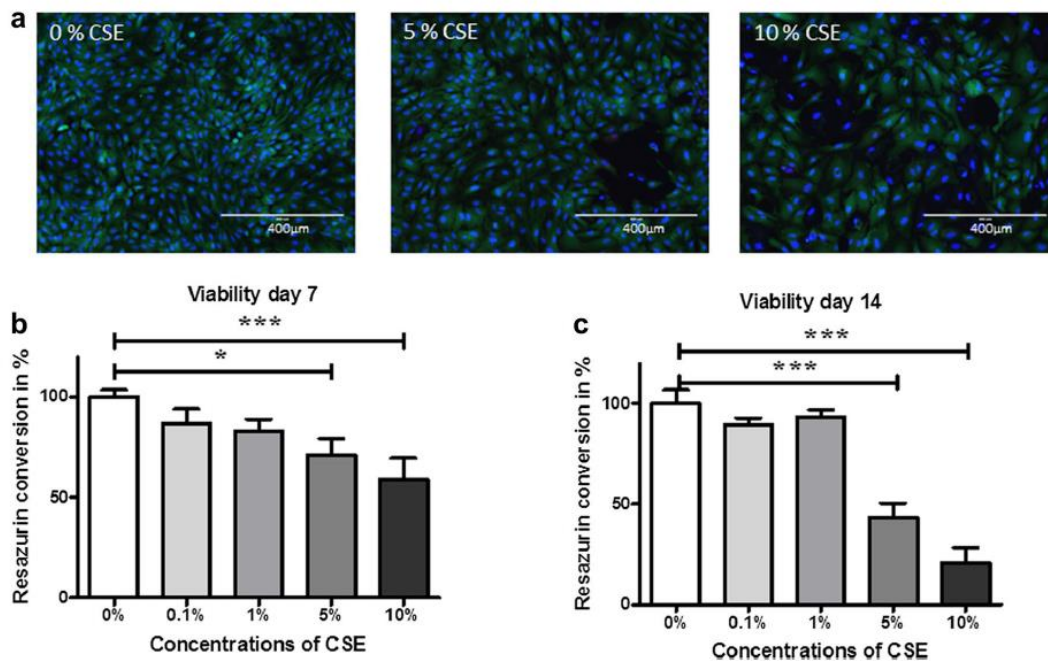 a
0 % CSE
5 % CSE
10 % CSE
400μm
400μm
400μm
b
Viability day 7
***
*
Resazurin conversion in %
100
50
0
0%
0.1%
1%
5%
10%
Concentrations of CSE
c
Viability day 14
***
***
Resazurin conversion in %
100
50
0
0%
0.1%
1%
5%
10%
Concentrations of CSE